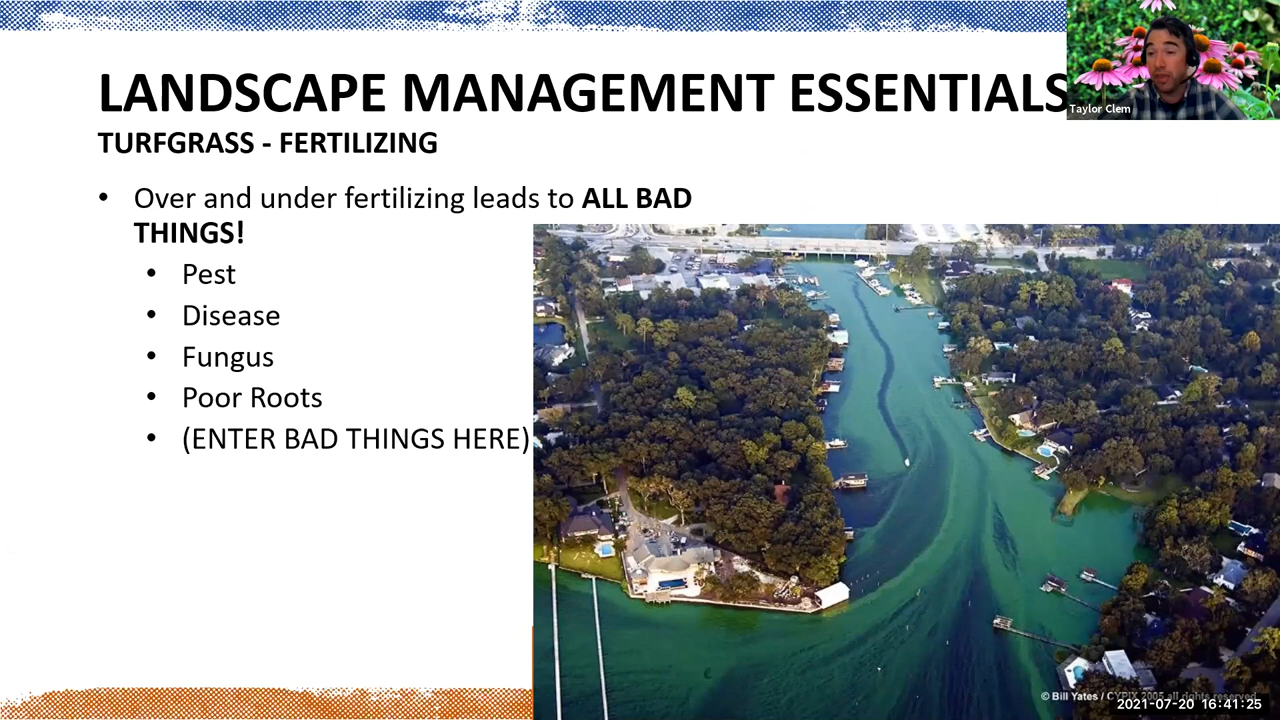 LANDSCAPE MANAGEMENT ESSENTIALS
Taylor Clem
TURFGRASS - FERTILIZING
• Over and under fertilizing leads to ALL BAD
THINGS!
• Pest
• Disease
• Fungus
• Poor Roots
• (ENTER BAD THINGS HERE)
© Bill Yates / CYPIX 2005 all rights reserved.
2021-07-20 16:41:25